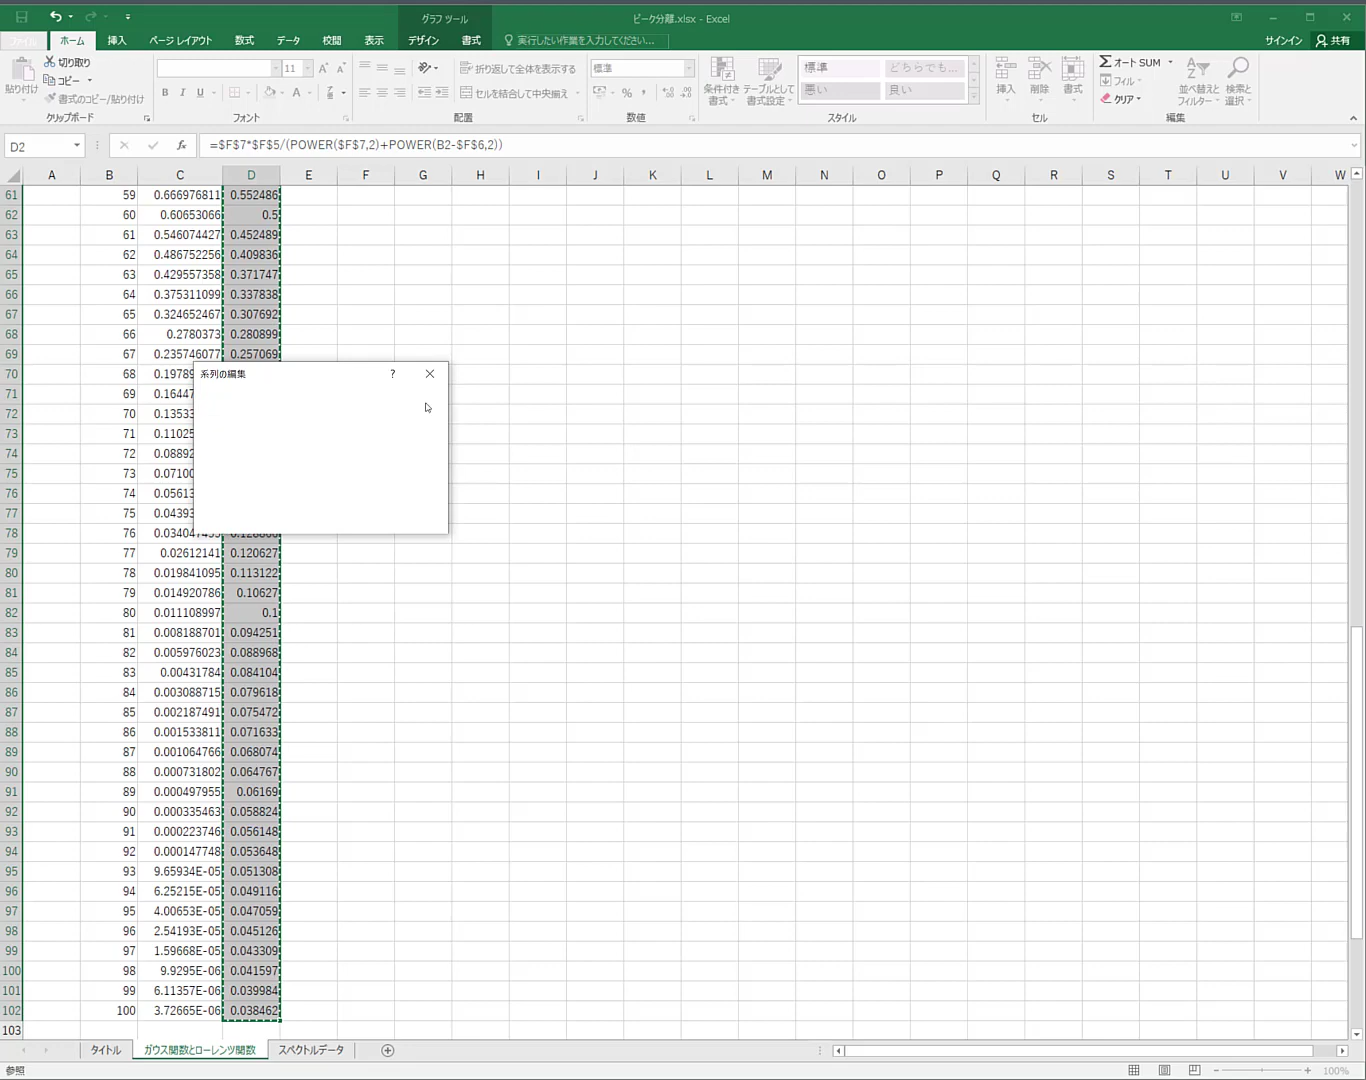 グラフ ツール
ピーク分離.xlsx - Excel
ホーム 挿入 ページ レイアウト 数式 データ 校閲 表示 デザイン 書式 実行したい作業を入力してください... サインイン 共有
貼り付け
切り取り
コピー
書式のコピー/貼り付け
クリップボード
11
B I U
フォント
折り返して全体を表示する
セルを結合して中央揃え
配置
標準
%
数値
条件付き書式
テーブルとして書式設定
標準 どちらでも...
悪い 良い
スタイル
挿入 削除 書式
セル
オート SUM
フィル
クリア
並べ替えと フィルター
検索と 選択
編集
D2
fx
=$F$7*$F$5/(POWER($F$7,2)+POWER(B2-$F$6,2))
A B C D E F G H I J K L M N O P Q R S T U V W
61 59 0.666976811 0.552486
62 60 0.60653066 0.5
63 61 0.546074427 0.452489
64 62 0.486752256 0.409836
65 63 0.429557358 0.371747
66 64 0.375311099 0.337838
67 65 0.324652467 0.307692
68 66 0.2780373 0.280899
69 67 0.235746077 0.257069
70 68 0.1978
系列の編集 ?
71 69 0.1644
72 70 0.1353
73 71 0.1102
74 72 0.0889
75 73 0.0710
76 74 0.0561
77 75 0.0439
78 76
79 77 0.02612141 0.120627
80 78 0.019841095 0.113122
81 79 0.014920786 0.10627
82 80 0.011108997 0.1
83 81 0.008188701 0.094251
84 82 0.005976023 0.088968
85 83 0.00431784 0.084104
86 84 0.003088715 0.079618
87 85 0.002187491 0.075472
88 86 0.001533811 0.071633
89 87 0.001064766 0.068074
90 88 0.000731802 0.064767
91 89 0.000497955 0.06169
92 90 0.000335463 0.058824
93 91 0.000223746 0.056148
94 92 0.000147748 0.053648
95 93 9.65934E-05 0.051308
96 94 6.25215E-05 0.049116
97 95 4.00653E-05 0.047059
98 96 2.54193E-05 0.045126
99 97 1.59668E-05 0.043309
100 98 9.9295E-06 0.041597
101 99 6.11357E-06 0.039984
102 100 3.72665E-06 0.038462
103
タイトル ガウス関数とローレンツ関数 スペクトルデータ
参照
100%